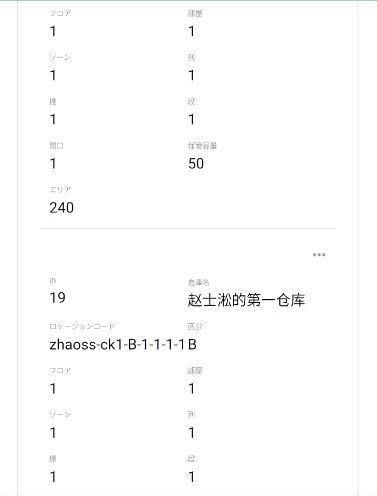 フロア 部屋
1 1
ゾーン 列
1 1
棚 段
1 1
間口 保管容量
1 50
エリア
240
ID 倉庫名
19 赵士淞的第一仓库
ロケーションコード 区分
zhaoss-ck1-B-1-1-1-1 B
フロア 部屋
1 1
ゾーン 列
1 1
棚 段
1 1